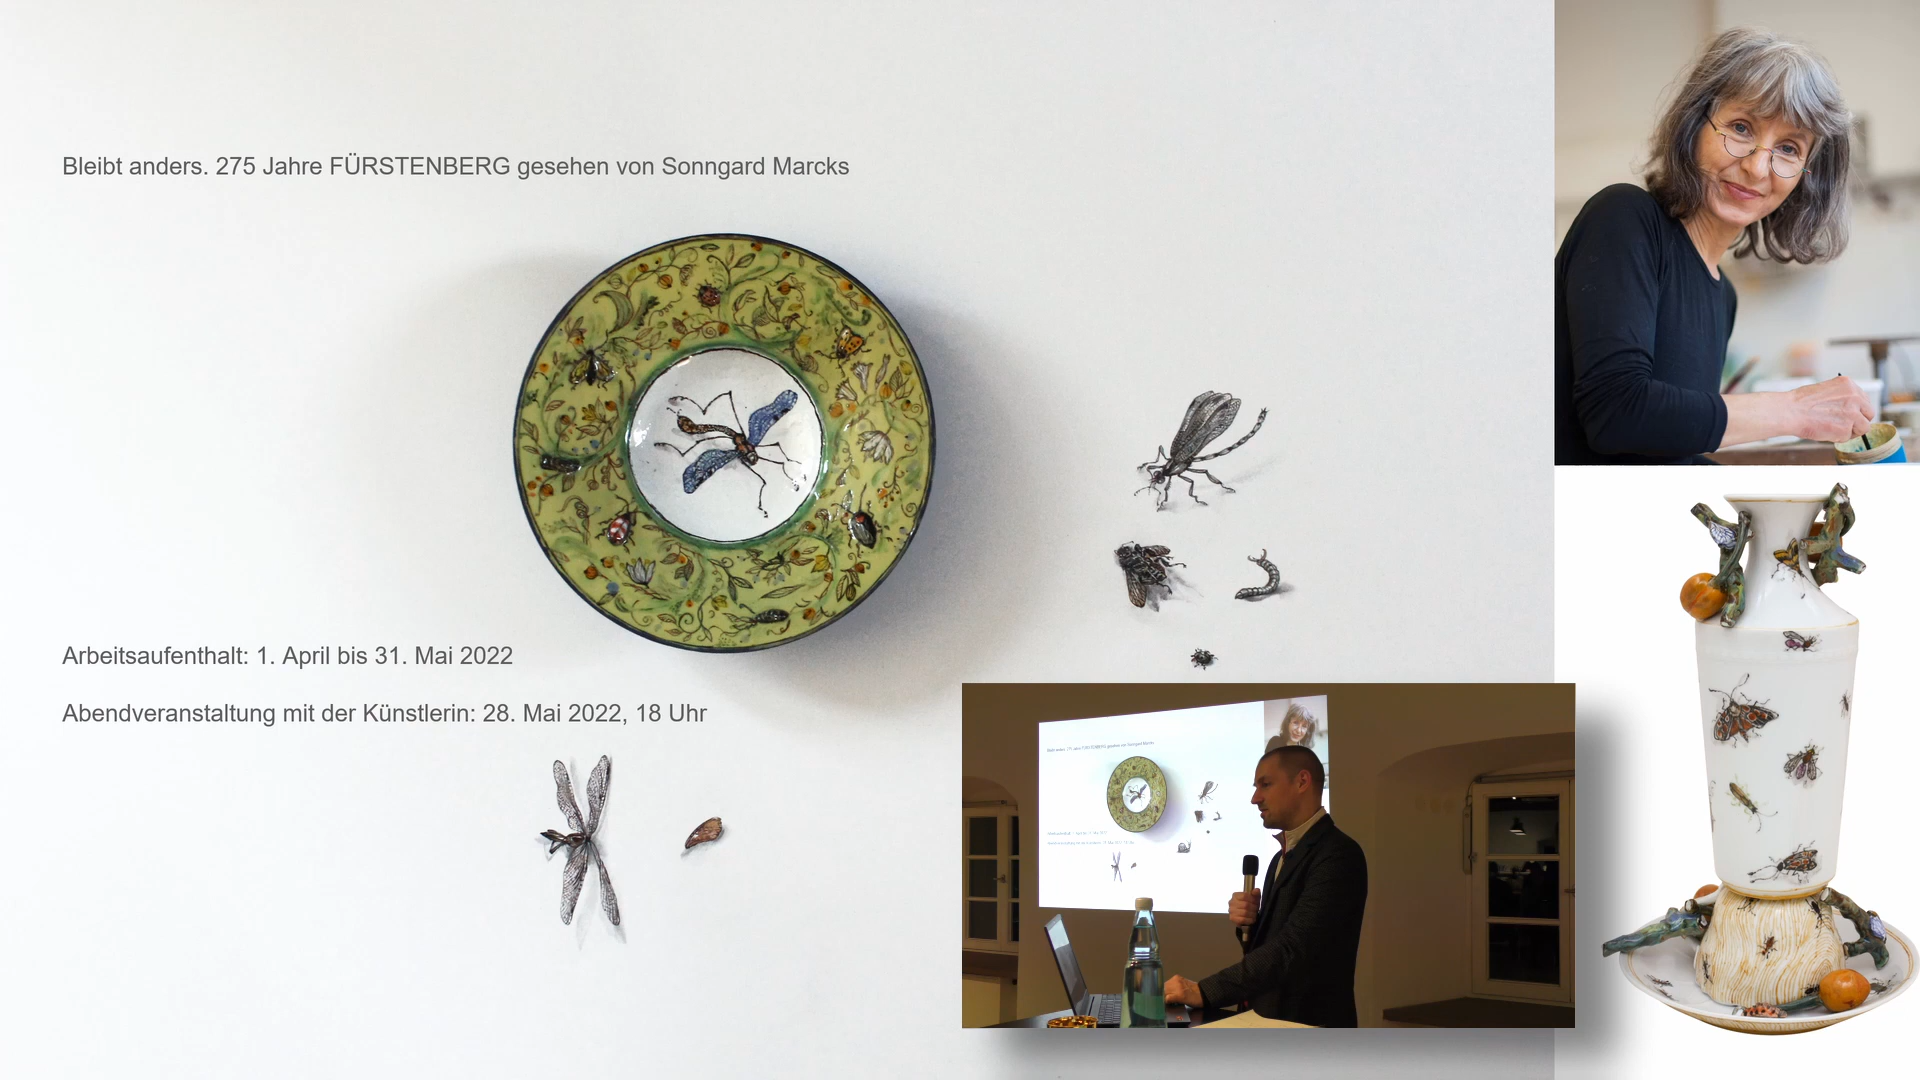 Bleibt anders. 275 Jahre FÜRSTENBERG gesehen von Sonngard Marcks
Arbeitsaufenthalt: 1. April bis 31. Mai 2022
Abendveranstaltung mit der Künstlerin: 28. Mai 2022, 18 Uhr